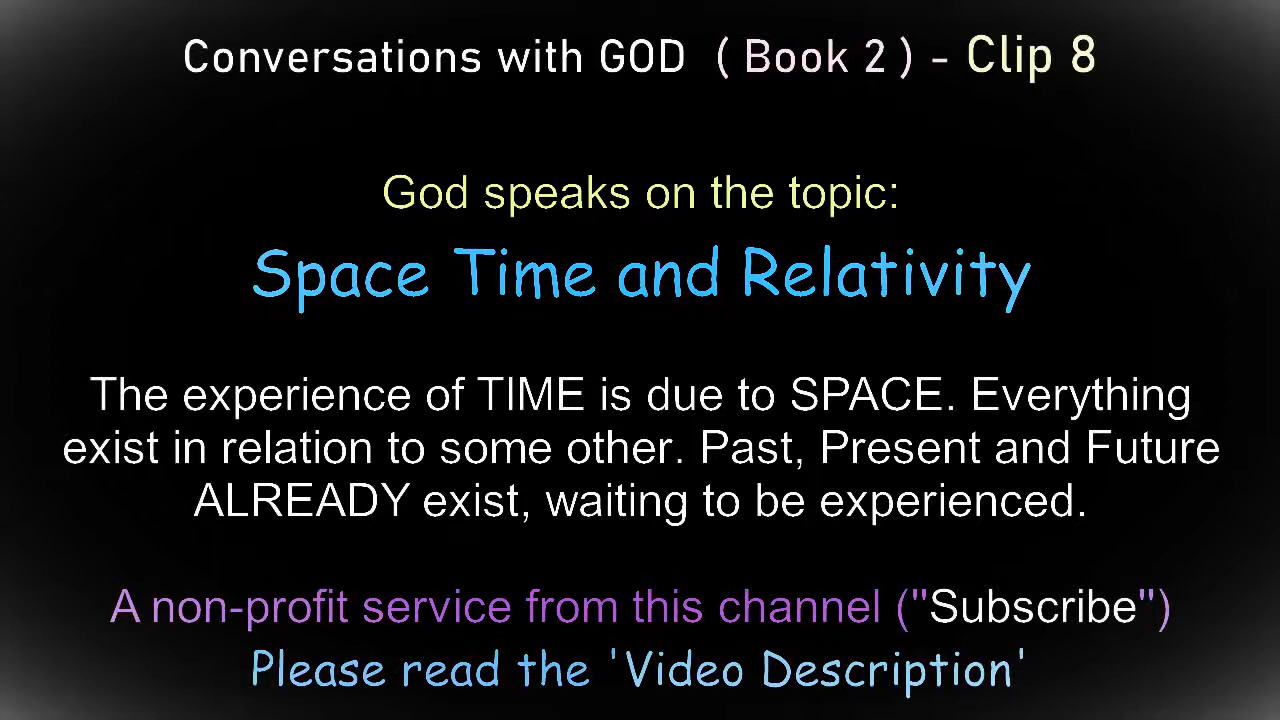 Conversations with GOD ( Book 2 ) - Clip 8
God speaks on the topic:
Space Time and Relativity
The experience of TIME is due to SPACE. Everything
exist in relation to some other. Past, Present and Future
ALREADY exist, waiting to be experienced.
A non-profit service from this channel ("Subscribe")
Please read the 'Video Description'